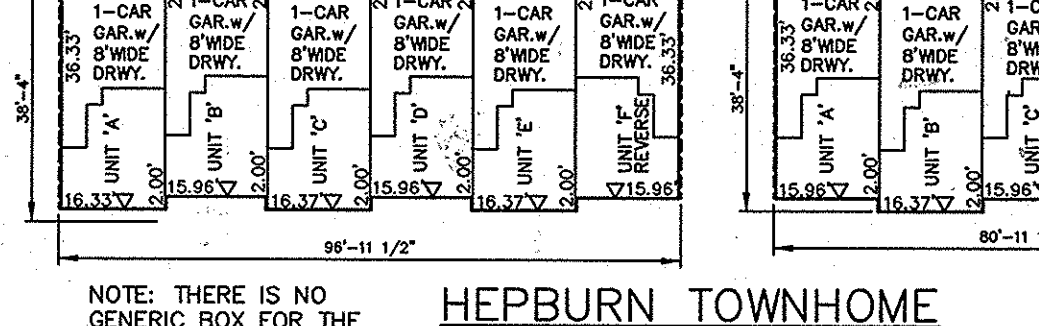 1-CAR
GAR.w/
8'WIDE
DRWY.
36.33'
38'-4"
UNIT 'A'
16.33'
2.00'
1-CAR
GAR.w/
8'WIDE
DRWY.
UNIT 'B'
15.96'
2.00'
1-CAR
GAR.w/
8'WIDE
DRWY.
UNIT 'C'
16.37'
2.00'
1-CAR
GAR.w/
8'WIDE
DRWY.
UNIT 'D'
15.96'
2.00'
1-CAR
GAR.w/
8'WIDE
DRWY.
UNIT 'E'
16.37'
2.00'
1-CAR
GAR.w/
8'WIDE
DRWY.
36.33'
UNIT 'F'
REVERSE
15.96'
96'-11 1/2"
38'-4"
36.33'
1-CAR
GAR.w/
8'WIDE
DRWY.
UNIT 'A'
15.96'
2.00'
1-CAR
GAR.w/
8'WIDE
DRWY.
UNIT 'B'
16.37'
2.00'
UNIT 'C'
15.96'
80'-11
NOTE: THERE IS NO
GENERIC BOX FOR THE
HEPBURN TOWNHOME